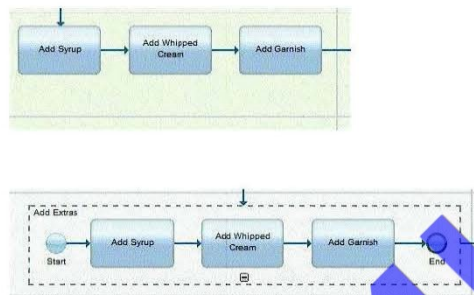 Add Syrup
Add Whipped
Cream
Add Garnish
Add Extras
Start
Add Syrup
Add Whipped
Cream
Add Garnish
End